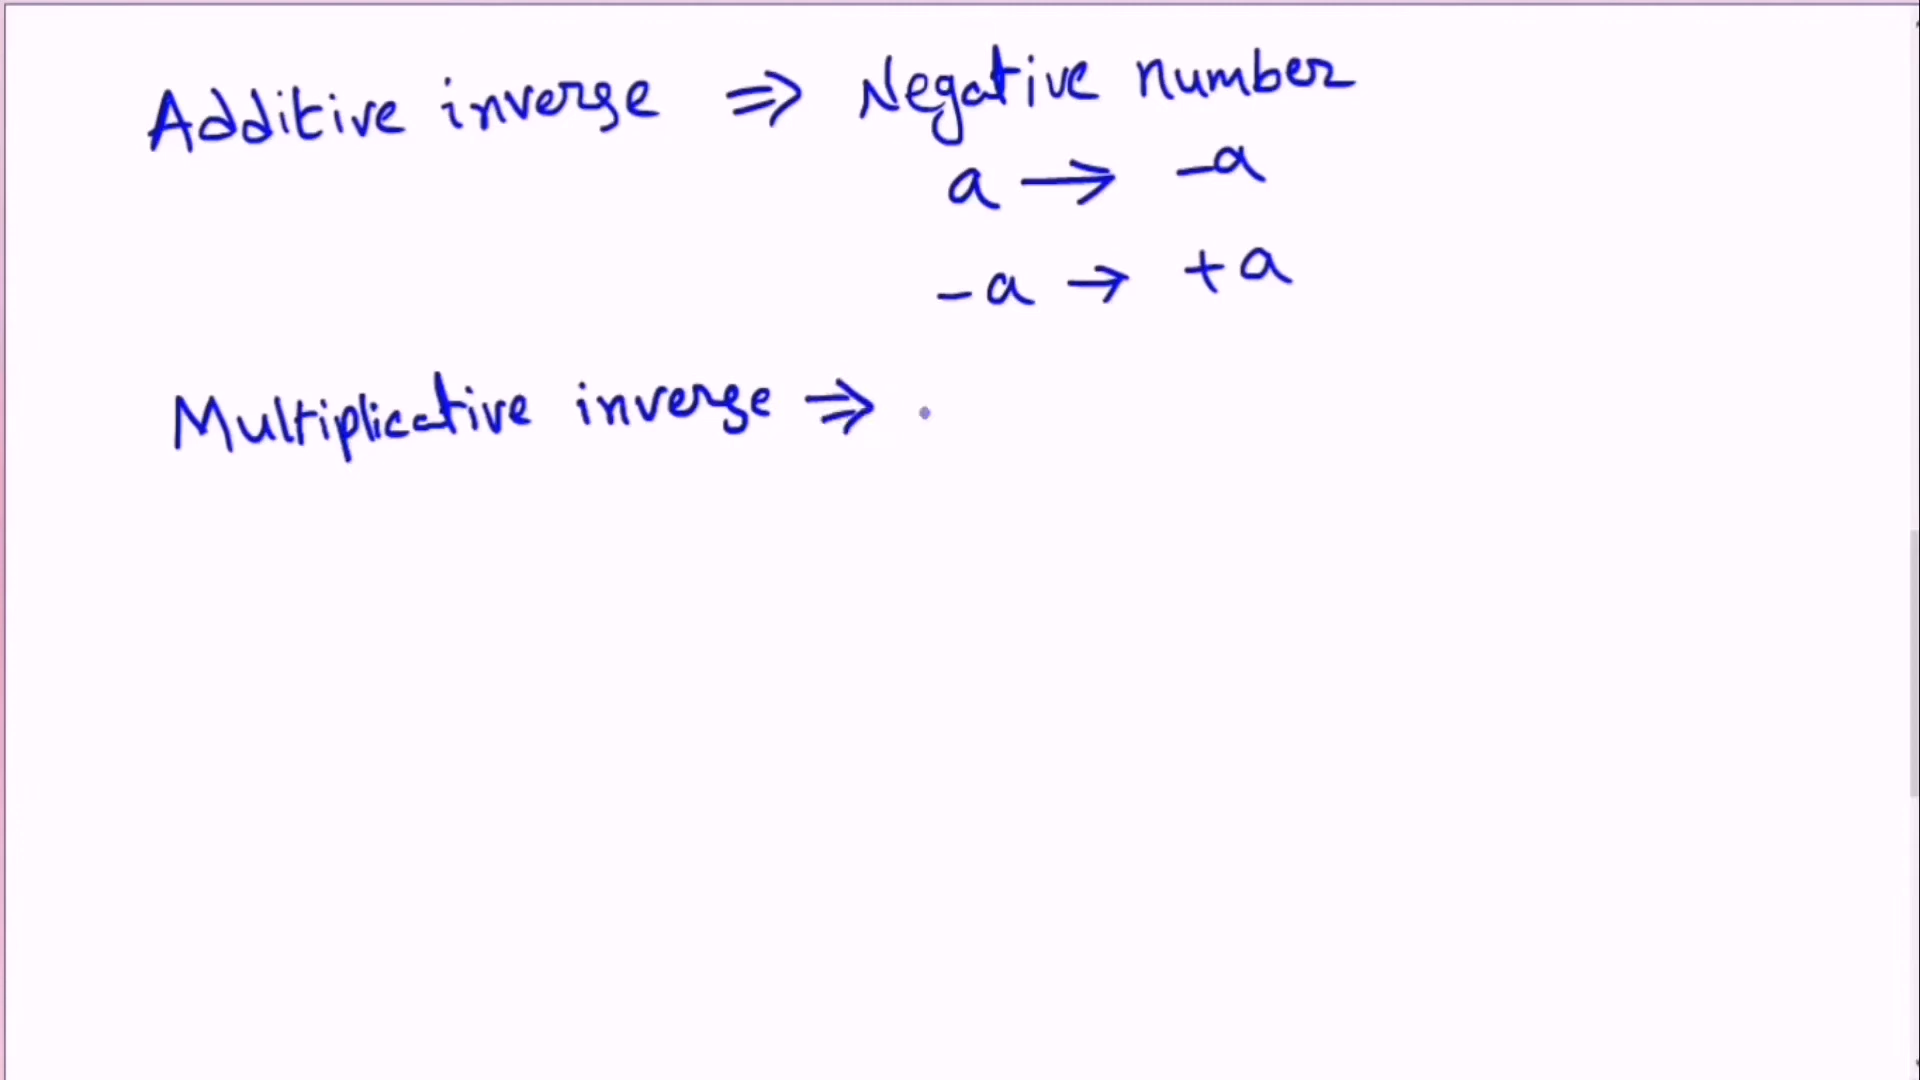 Additive inverse ⇒ Negative number
a → -a
-a → +a
Multiplicative inverse ⇒